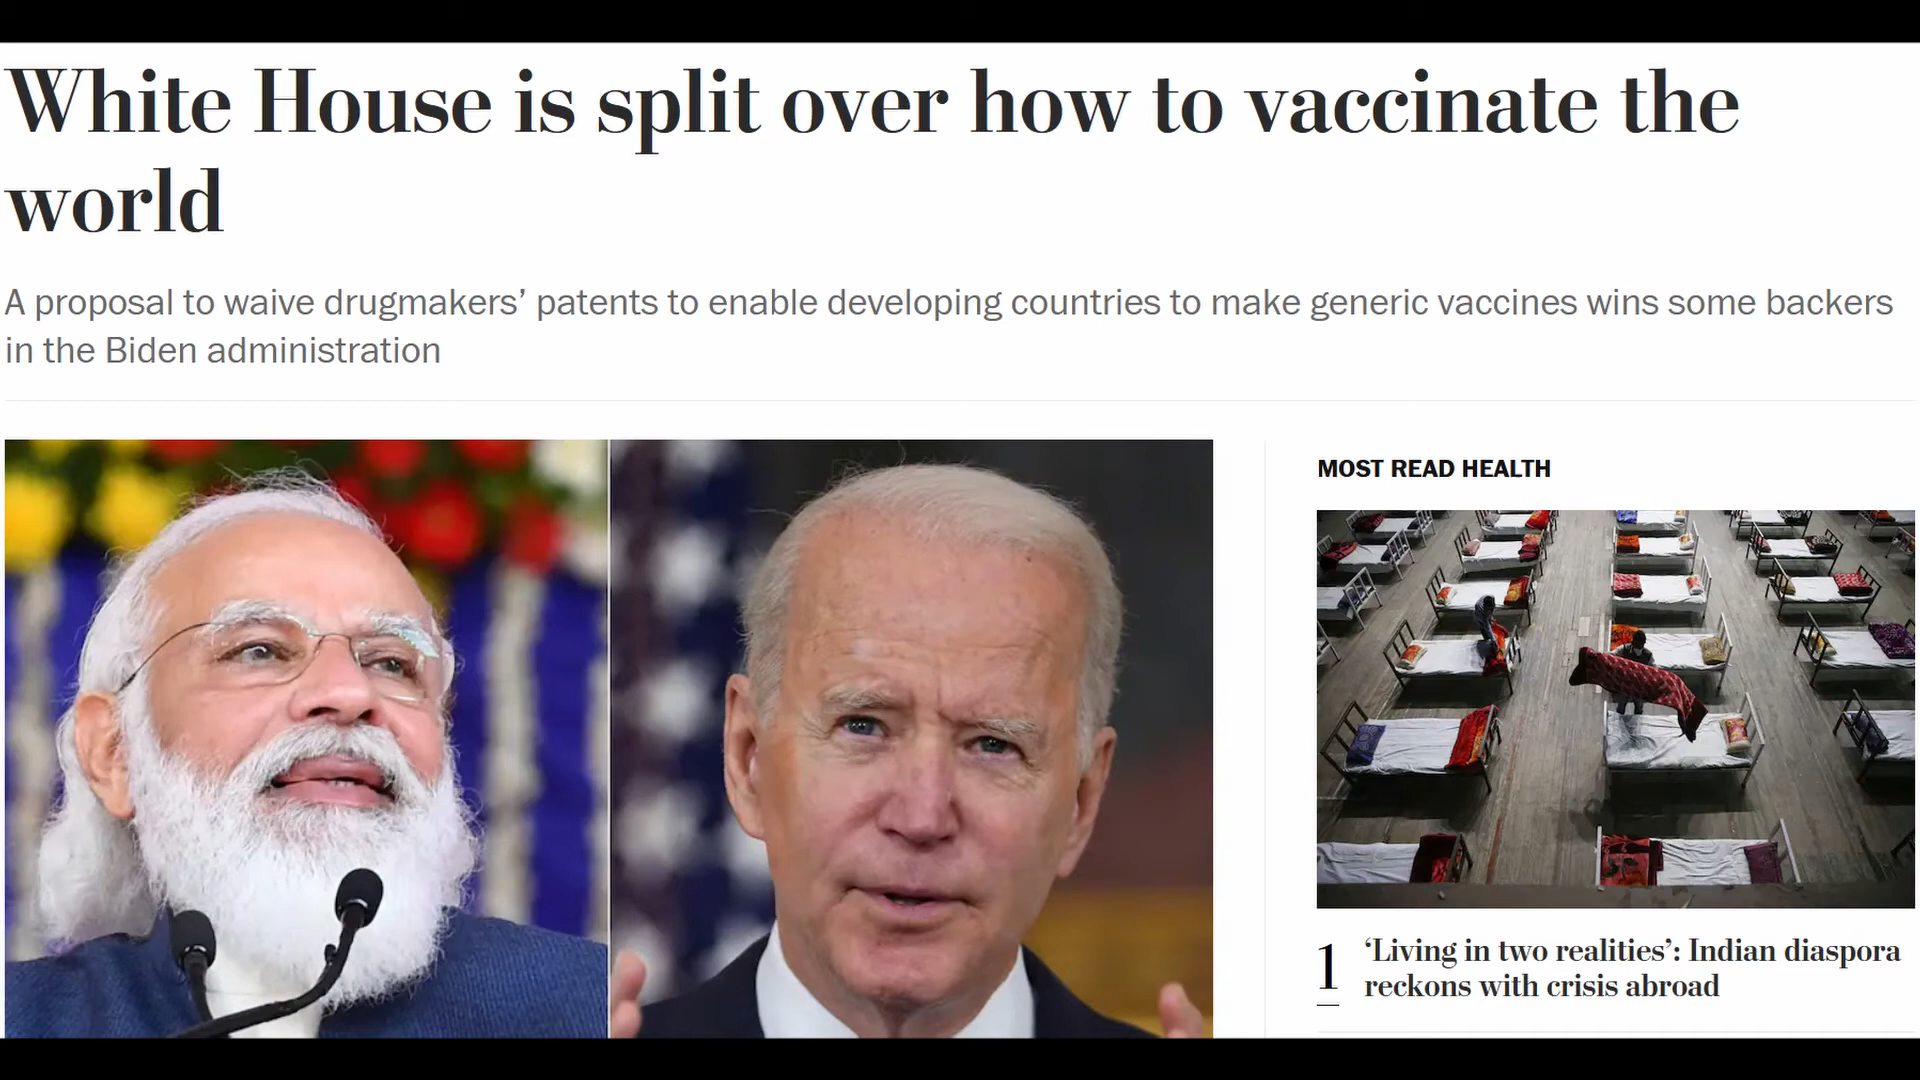 White House is split over how to vaccinate the
world
A proposal to waive drugmakers’ patents to enable developing countries to make generic vaccines wins some backers
in the Biden administration
MOST READ HEALTH
1
‘Living in two realities’: Indian diaspora
reckons with crisis abroad